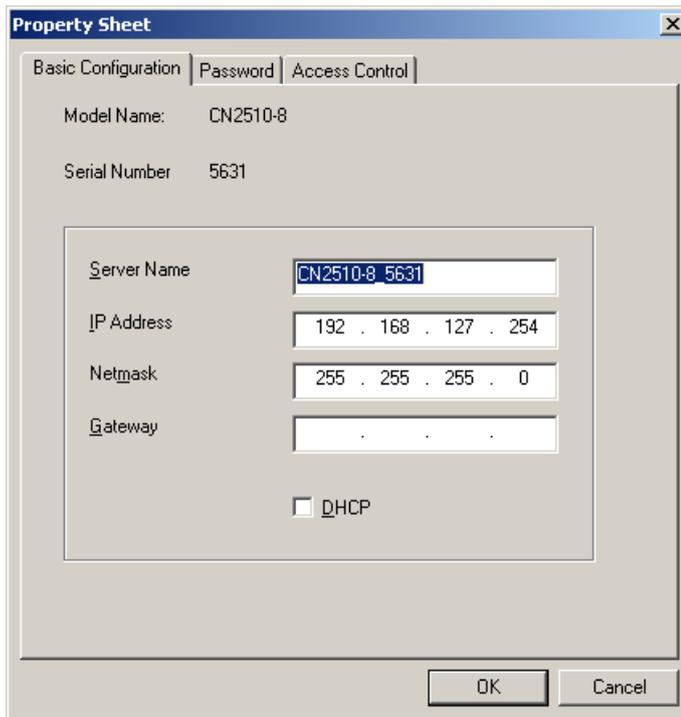 Property Sheet
Basic Configuration Password Access Control
Model Name: CN2510-8
Serial Number 5631
Server Name CN2510-8_5631
IP Address 192 . 168 . 127 . 254
Netmask 255 . 255 . 255 . 0
Gateway . . .
DHCP
OK Cancel